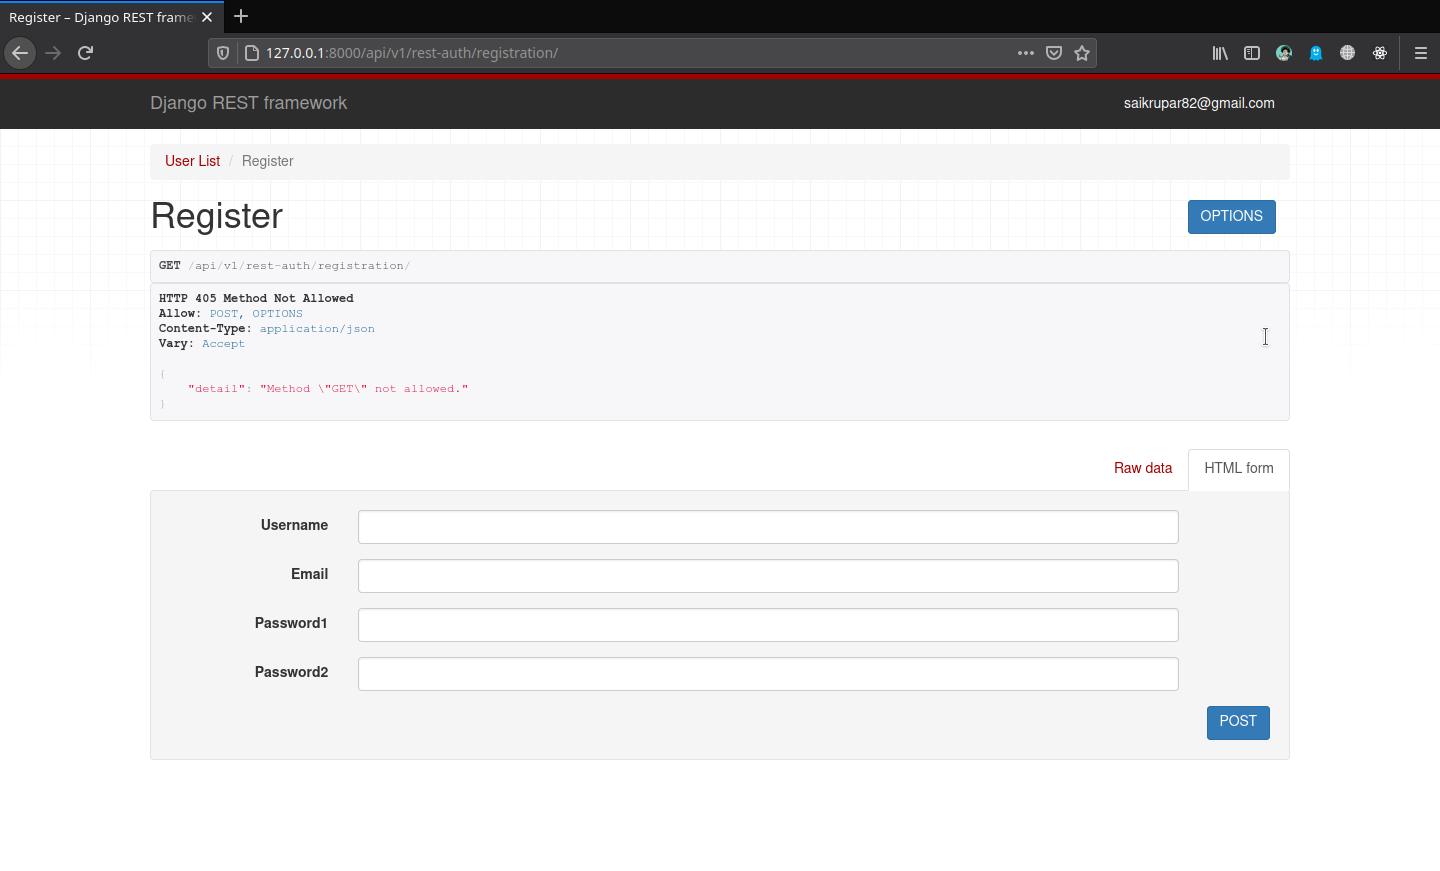 Register – Django REST frame
127.0.0.1:8000/api/v1/rest-auth/registration/
Django REST framework
saikrupar82@gmail.com
User List / Register
Register
OPTIONS
GET /api/v1/rest-auth/registration/
HTTP 405 Method Not Allowed
Allow: POST, OPTIONS
Content-Type: application/json
Vary: Accept
{
    "detail": "Method \"GET\" not allowed."
}
Raw data
HTML form
Username
Email
Password1
Password2
POST